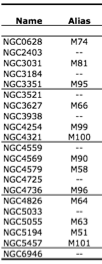 Name Alias
NGC0628 M74
NGC2403 --
NGC3031 M81
NGC3184 --
NGC3351 M95
NGC3521 --
NGC3627 M66
NGC3938 --
NGC4254 M99
NGC4321 M100
NGC4559 --
NGC4569 M90
NGC4579 M58
NGC4725 --
NGC4736 M96
NGC4826 M64
NGC5033 --
NGC5055 M63
NGC5194 M51
NGC5457 M101
NGC6946 --